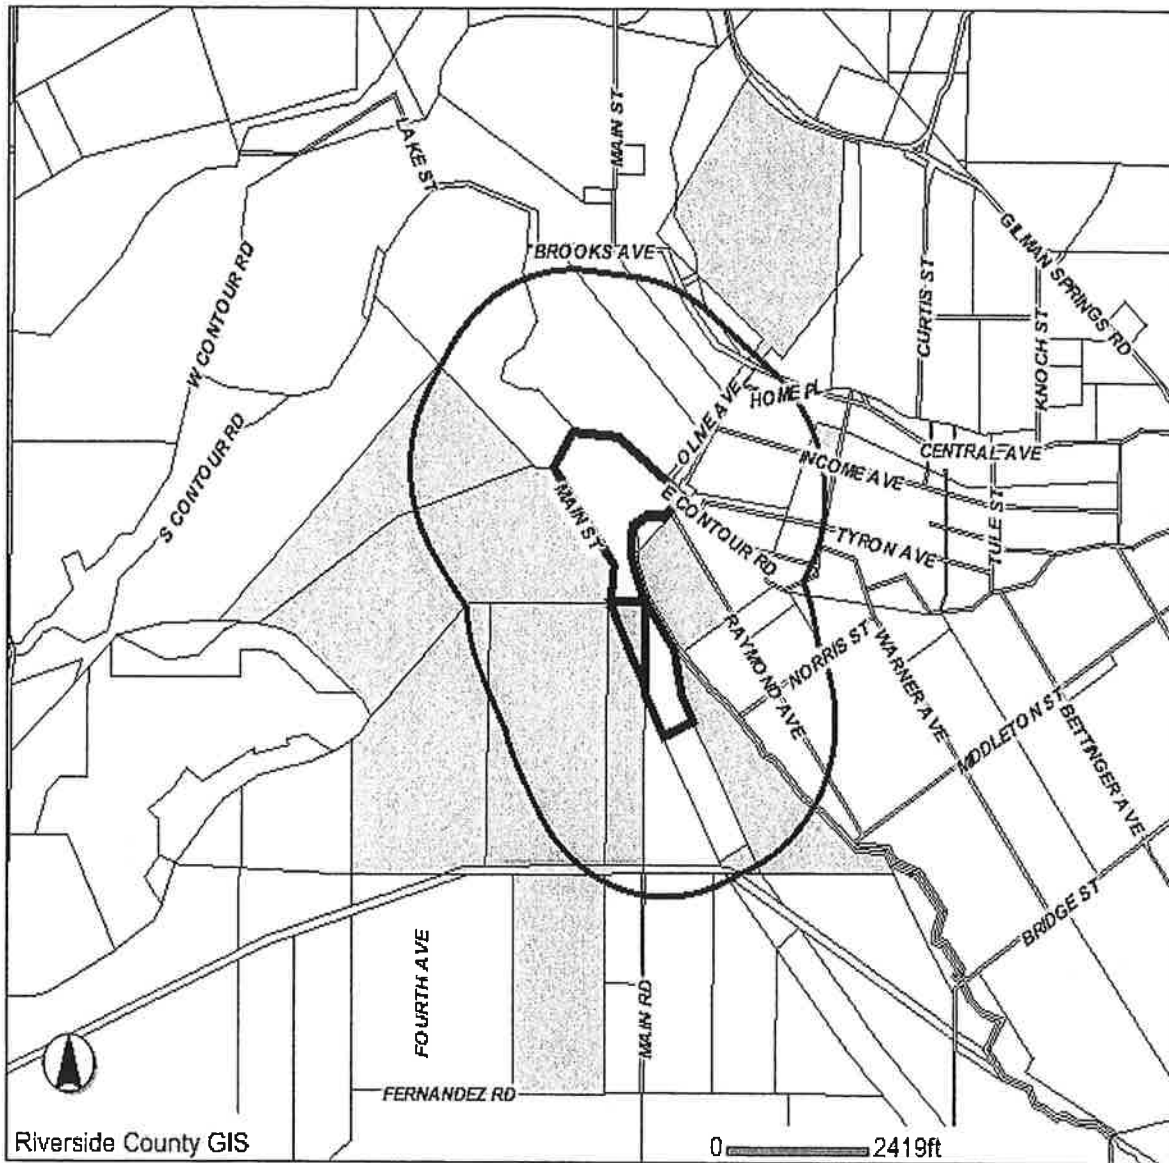 MAIN ST
LAKE ST
GILMAN SPRINGS RD
BROOKS AVE
W CONTOUR RD
CURTIS ST
KNOCH ST
HOME PL
OLIVE AVE
CENTRAL AVE
INCOME AVE
S CONTOUR RD
MAIN ST
E CONTOUR RD
TULE ST
TYRON AVE
RAYMOND AVE
NORRIS ST
WARNER AVE
MIDDLETON ST
BETTINGER AVE
BRIDGE ST
FOURTH AVE
MAIN RD
FERNANDEZ RD
Riverside County GIS
0 2419ft